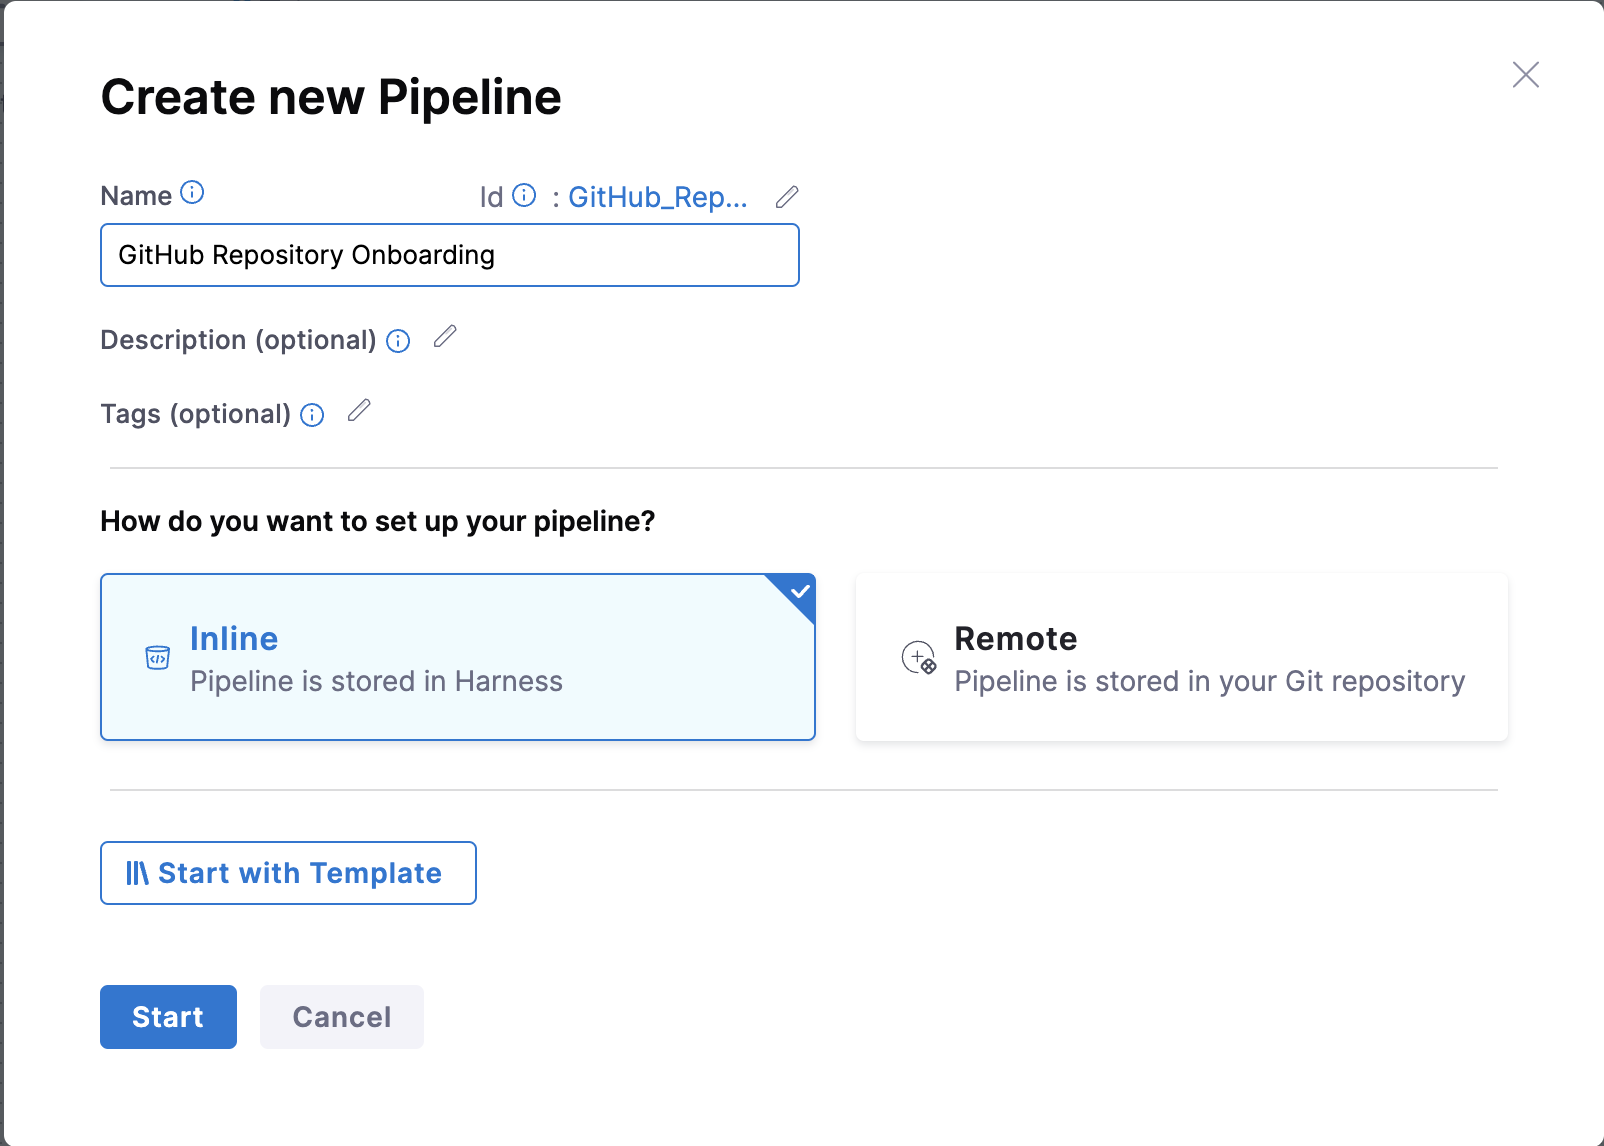 Create new Pipeline
Name Id : GitHub_Rep...
GitHub Repository Onboarding
Description (optional)
Tags (optional)
How do you want to set up your pipeline?
Inline
Pipeline is stored in Harness
Remote
Pipeline is stored in your Git repository
Start with Template
Start Cancel